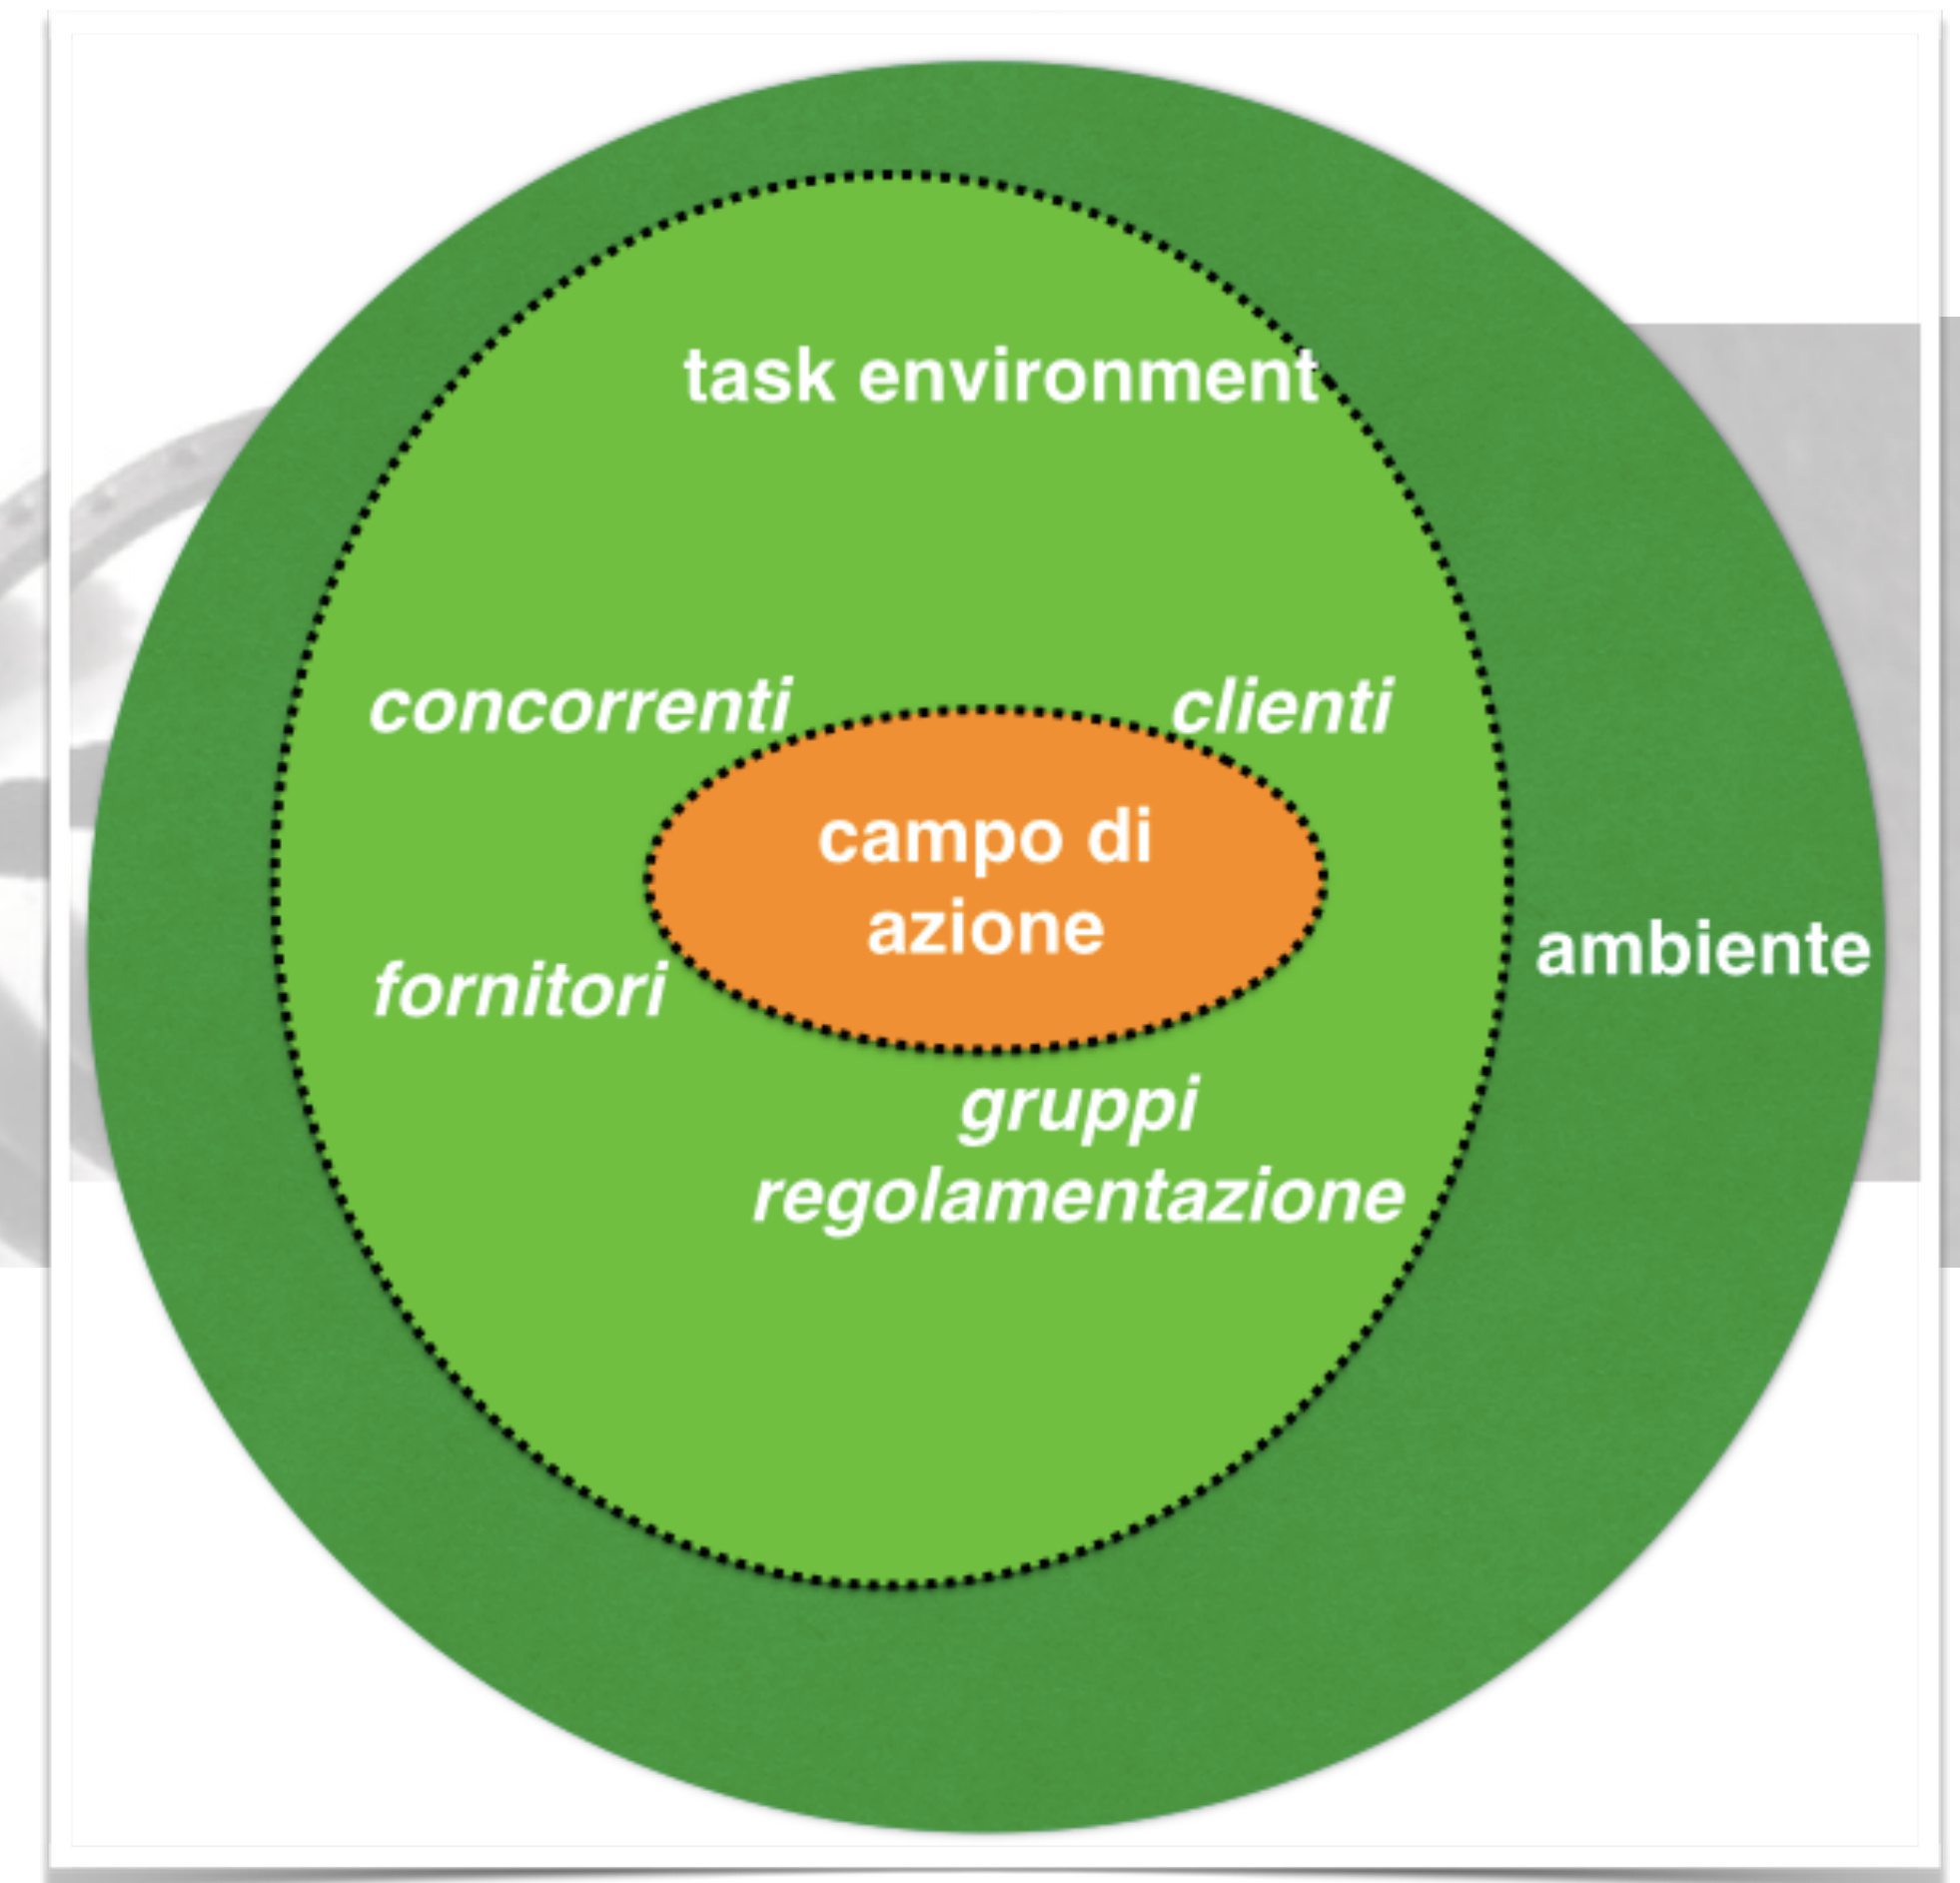 task environment
concorrenti
clienti
campo di
azione
ambiente
fornitori
gruppi
regolamentazione